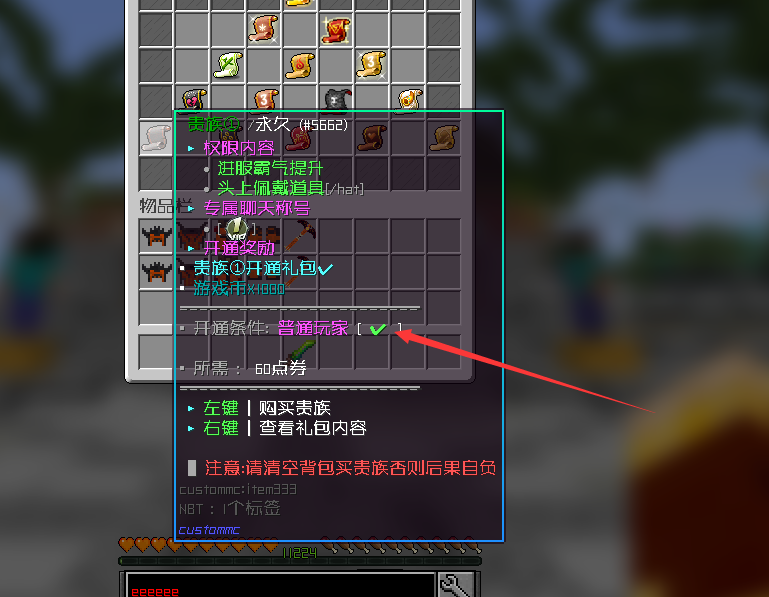 贵族① /永久 (#5662)
▸ 权限内容
• 进服霸气提升
• 头上佩戴道具[/hat]
物品栏
▸ 专属聊天称号
• [VIP]
▸ 开通奖励
▪ 贵族①开通礼包✔
▪ 游戏币X1000
▪ 开通条件: 普通玩家 [ ✔ ]
▪ 所需 : 60点券
▸ 左键 | 购买贵族
▸ 右键 | 查看礼包内容
注意:请清空背包买贵族否则后果自负
custommc:item333
NBT : 1个标签
custommc
11224
eeeeee